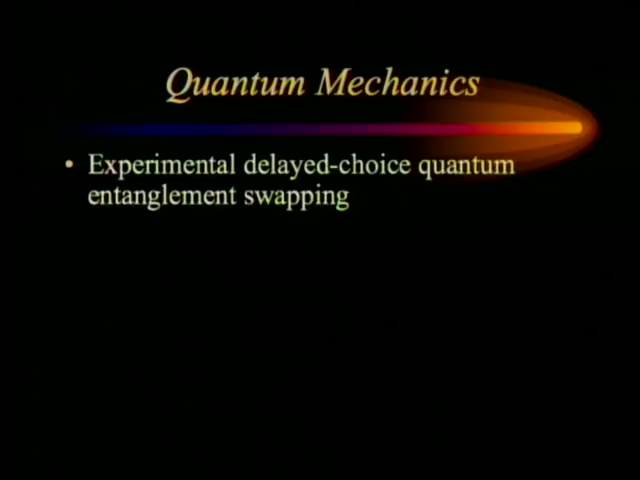 Quantum Mechanics
• Experimental delayed-choice quantum
entanglement swapping